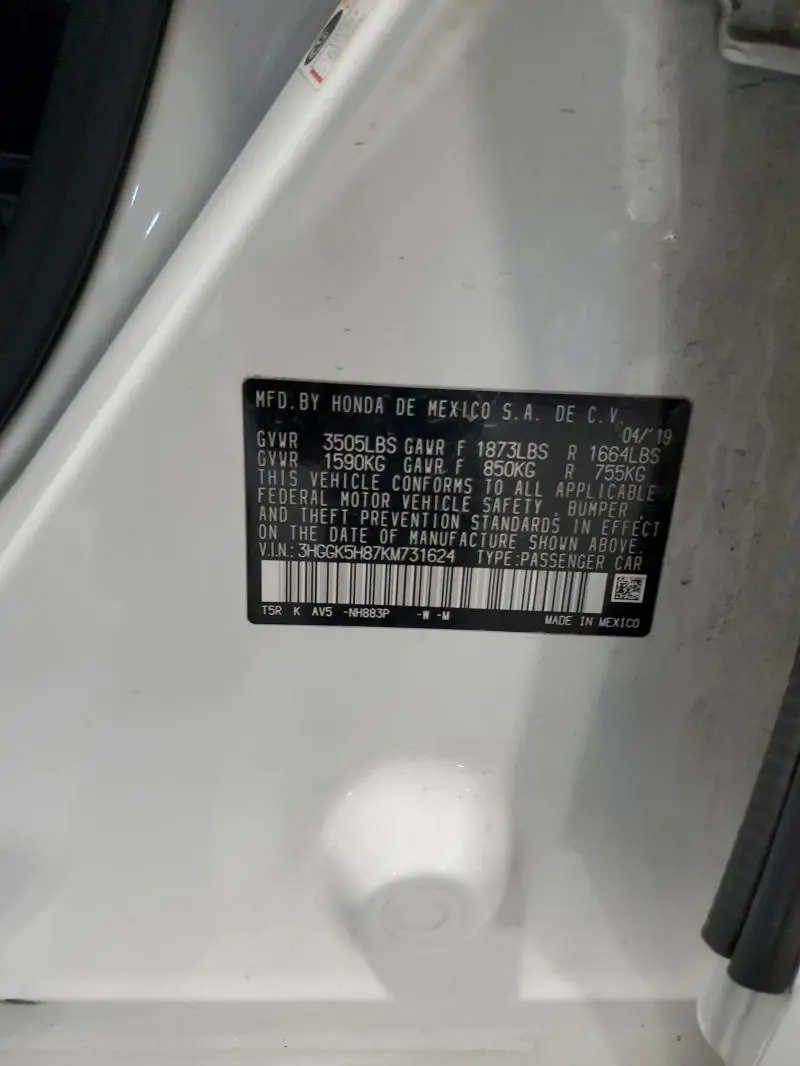 MFD. BY HONDA DE MEXICO S.A. DE C.V.
04/'19
GVWR 3505LBS GAWR F 1873LBS R 1664LBS
GVWR 1590KG GAWR F 850KG R 755KG
THIS VEHICLE CONFORMS TO ALL APPLICABLE
FEDERAL MOTOR VEHICLE SAFETY, BUMPER,
AND THEFT PREVENTION STANDARDS IN EFFECT
ON THE DATE OF MANUFACTURE SHOWN ABOVE.
V.I.N.: 3HGGK5H87KM731624 TYPE:PASSENGER CAR
T5R K AV5 -NH883P -W -M MADE IN MEXICO